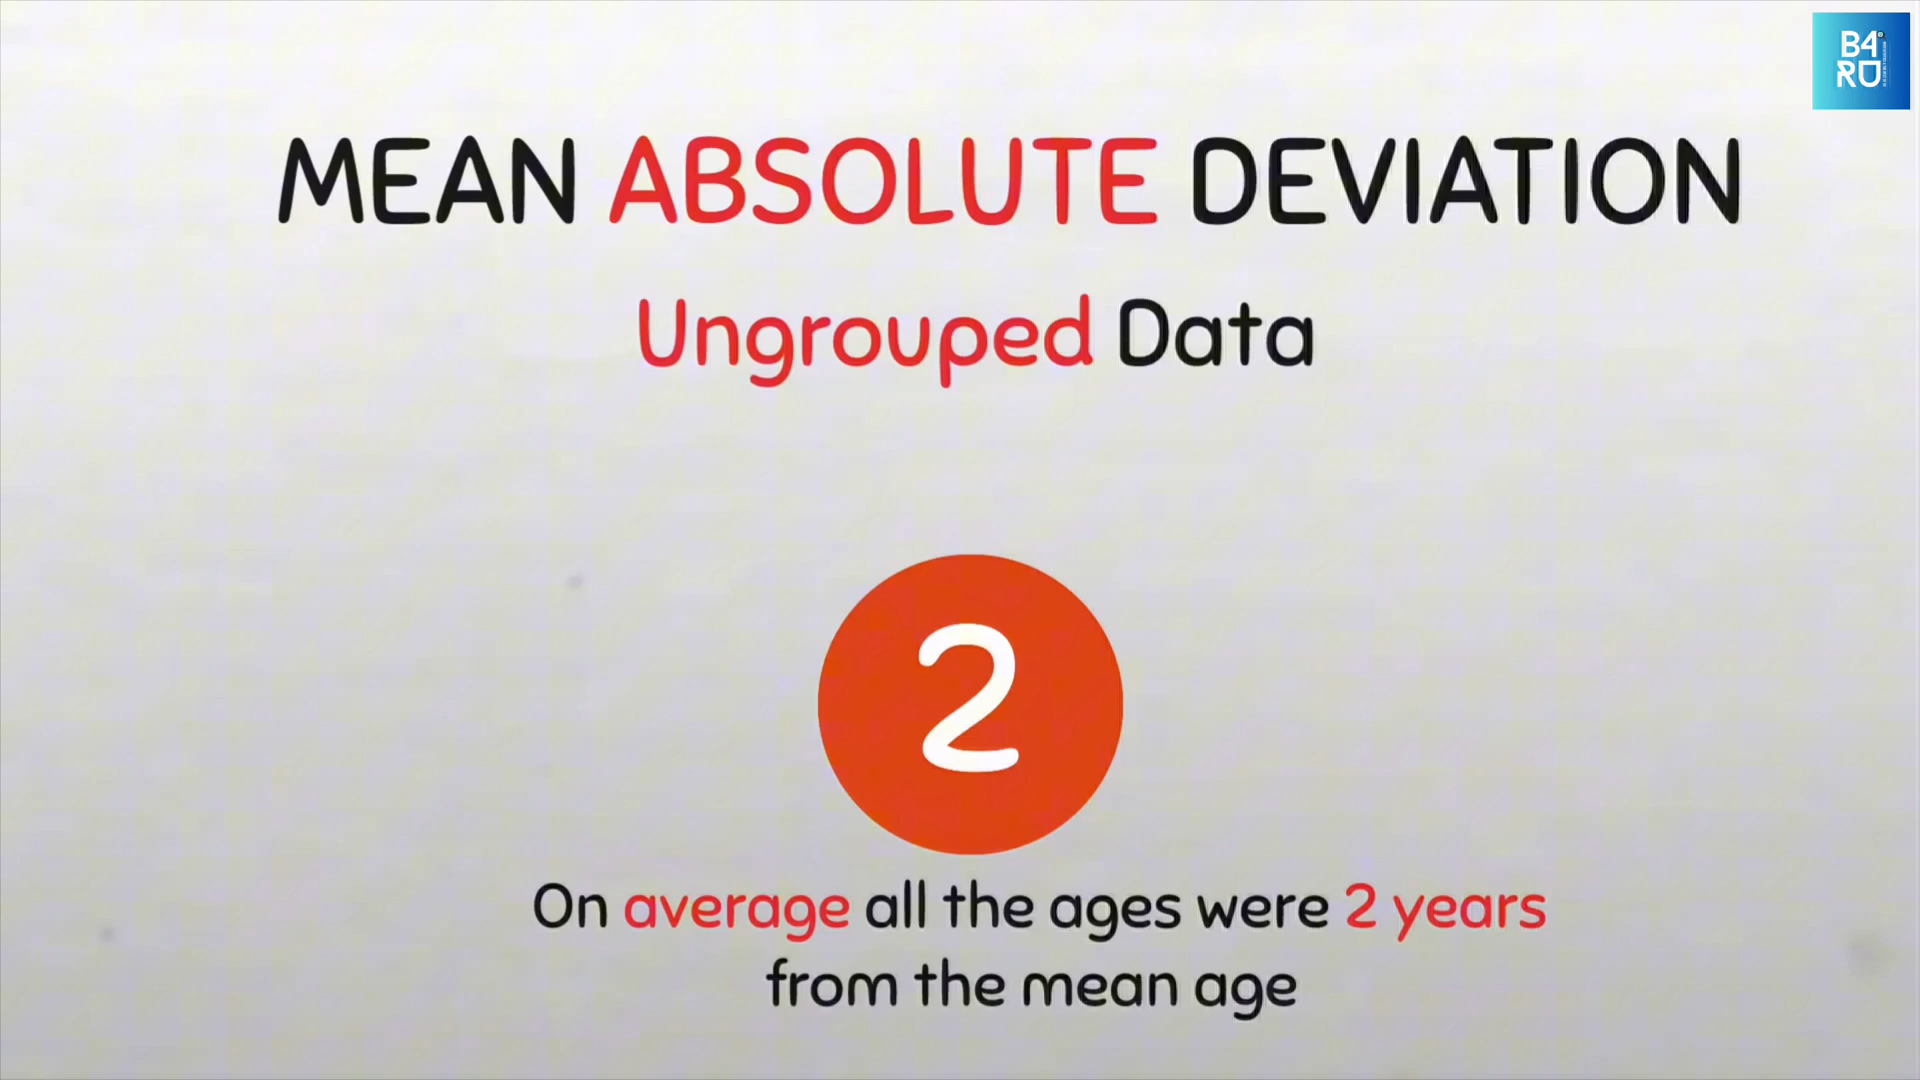 B4
RU
MEAN ABSOLUTE DEVIATION
Ungrouped Data
2
On average all the ages were 2 years
from the mean age